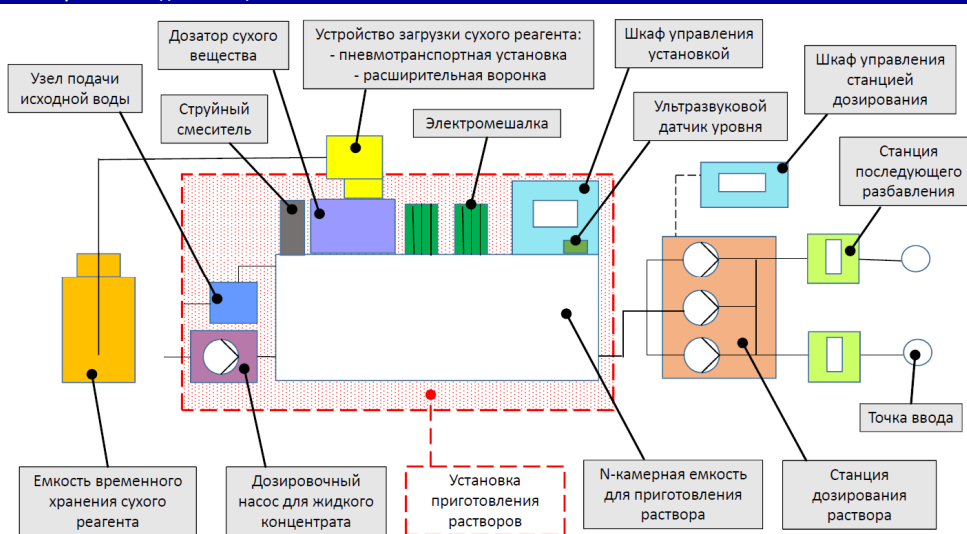 Дозатор сухого
вещества
Устройство загрузки сухого реагента:
- пневмотранспортная установка
- расширительная воронка
Шкаф управления
установкой
Шкаф управления
станцией
дозирования
Узел подачи
исходной воды
Струйный
смеситель
Электромешалка
Ультразвуковой
датчик уровня
Станция
последующего
разбавления
Точка ввода
Емкость временного
хранения сухого
реагента
Дозировочный
насос для жидкого
концентрата
Установка
приготовления
растворов
N-камерная емкость
для приготовления
раствора
Станция
дозирования
раствора